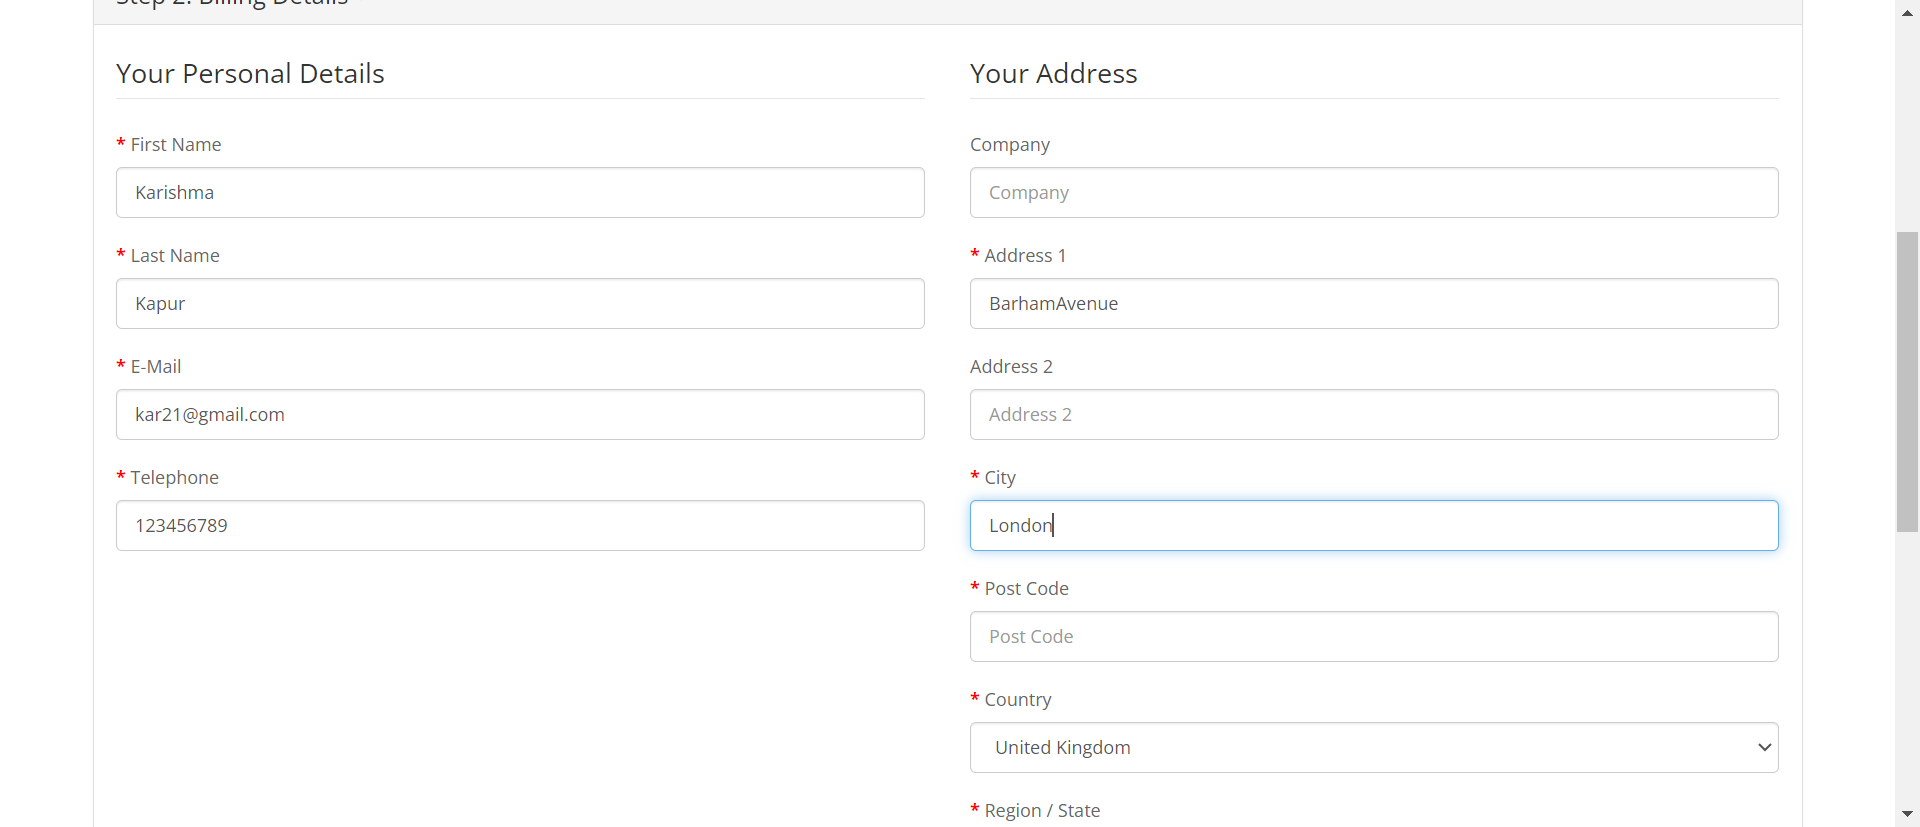 Step 2: Billing Details
Your Personal Details
* First Name
Karishma
* Last Name
Kapur
* E-Mail
kar21@gmail.com
* Telephone
123456789
Your Address
Company
Company
* Address 1
BarhamAvenue
Address 2
Address 2
* City
London
* Post Code
Post Code
* Country
United Kingdom
* Region / State